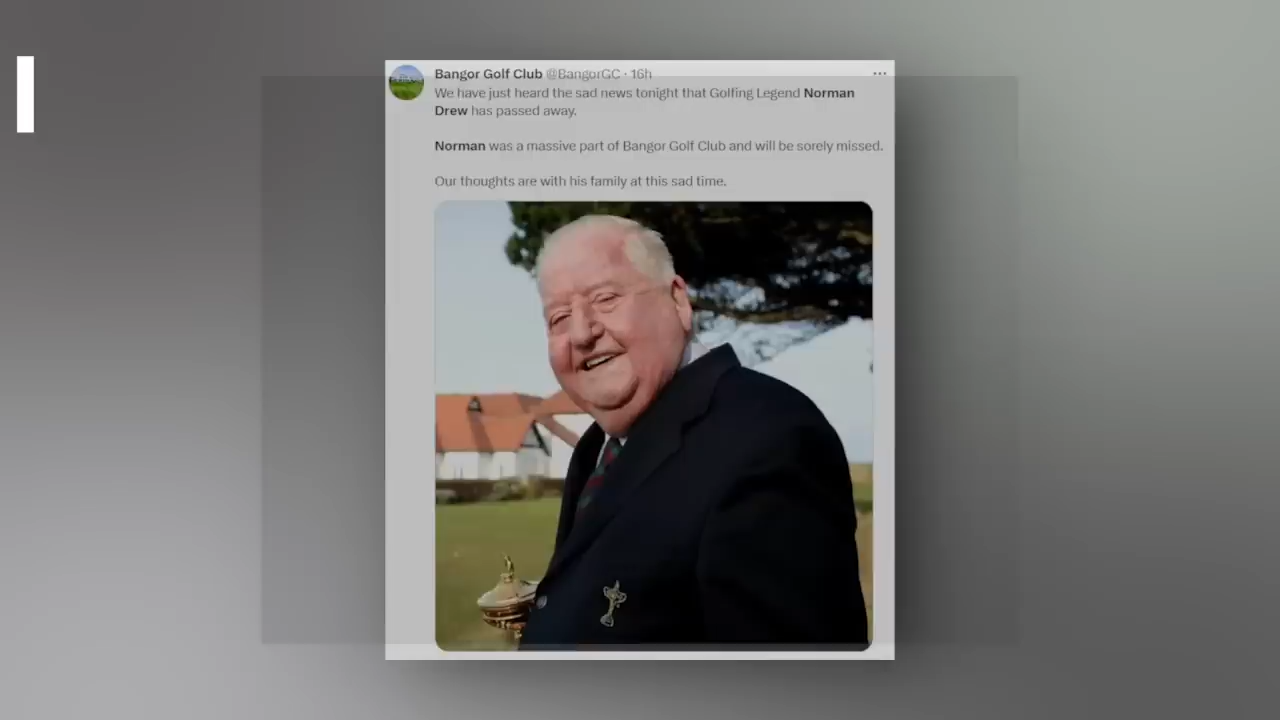 Bangor Golf Club @BangorGC · 16h
We have just heard the sad news tonight that Golfing Legend Norman
Drew has passed away.
Norman was a massive part of Bangor Golf Club and will be sorely missed.
Our thoughts are with his family at this sad time.